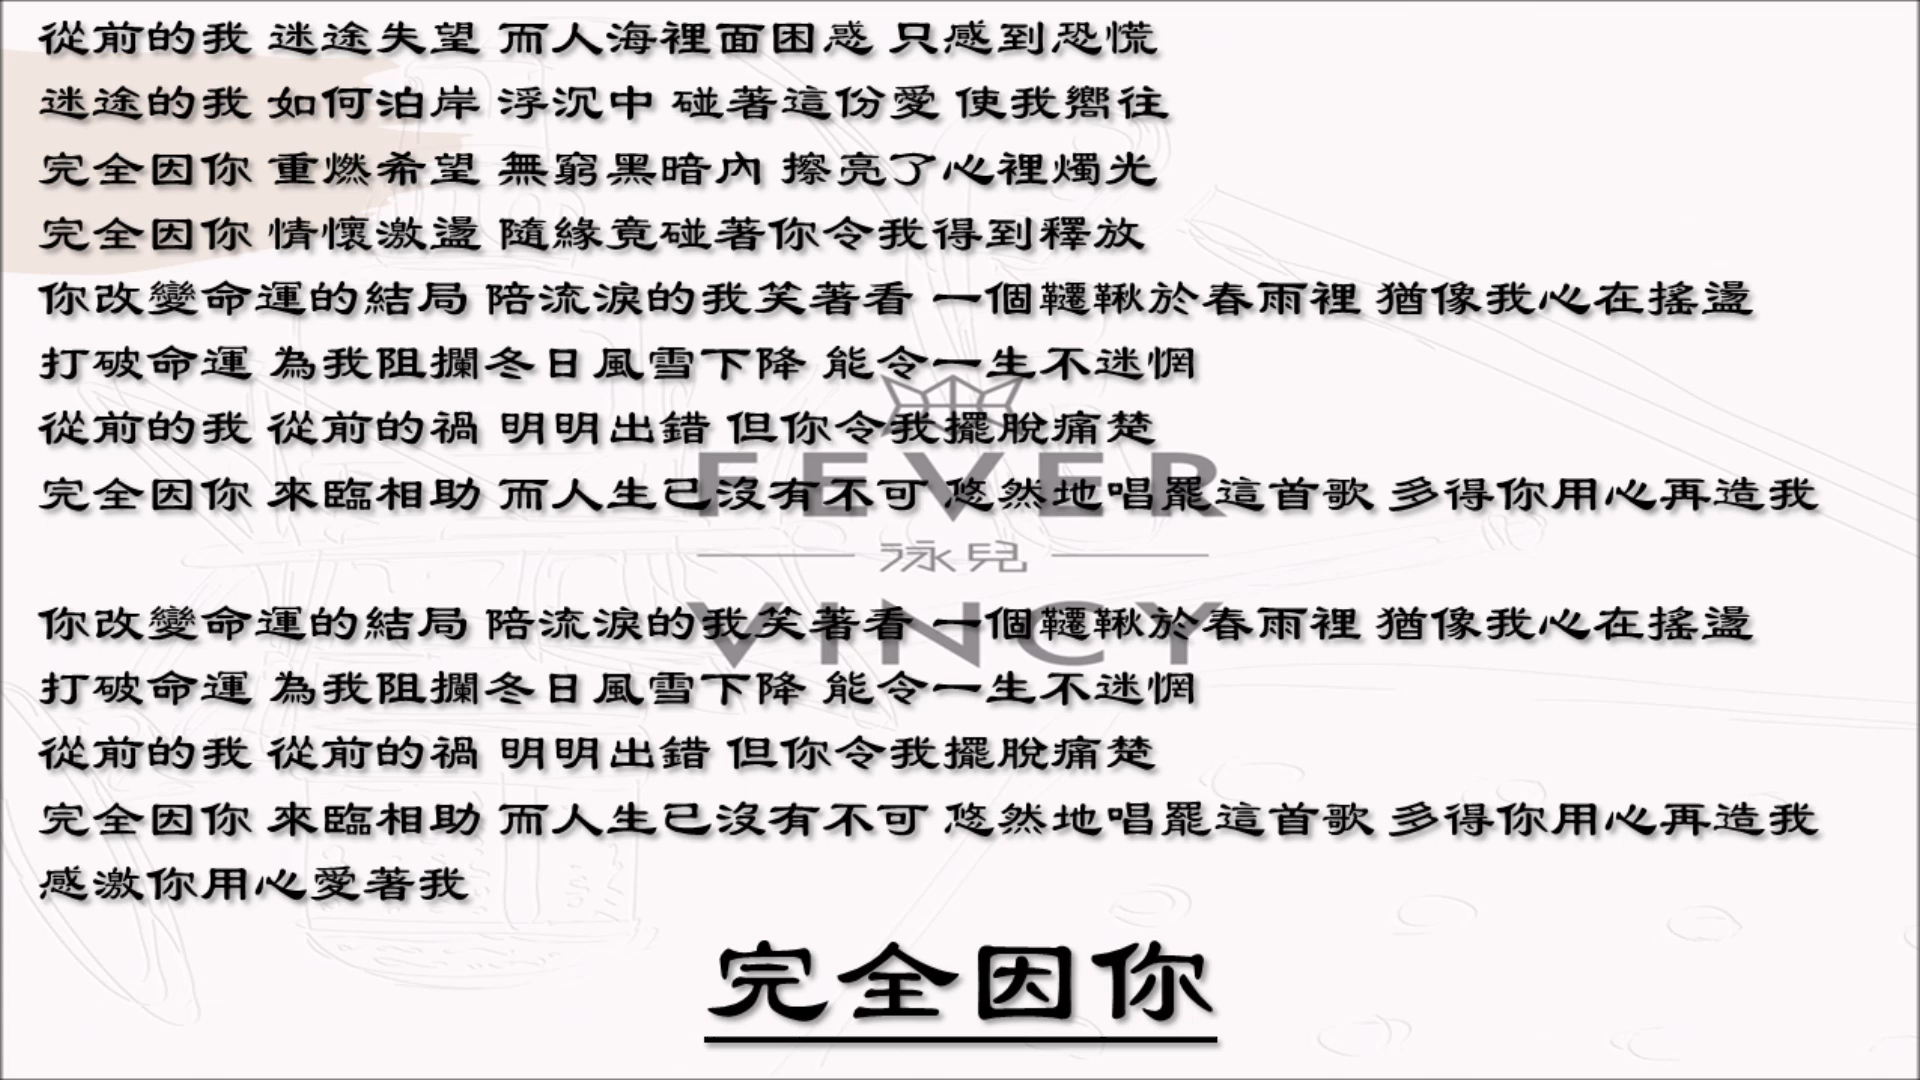 從前的我 迷途失望 而人海裡面困惑 只感到恐慌
迷途的我 如何泊岸 浮沉中 碰著這份愛 使我嚮往
完全因你 重燃希望 無窮黑暗內 擦亮了心裡燭光
完全因你 情懷激盪 隨緣竟碰著你令我得到釋放
你改變命運的結局 陪流淚的我笑著看 一個韆鞦於春雨裡 猶像我心在搖盪
打破命運 為我阻攔冬日風雪下降 能令一生不迷惘
從前的我 從前的禍 明明出錯 但你令我擺脫痛楚
完全因你 來臨相助 而人生已沒有不可 悠然地唱罷這首歌 多得你用心再造我
FEVER
泳兒
VINCY
你改變命運的結局 陪流淚的我笑著看 一個韆鞦於春雨裡 猶像我心在搖盪
打破命運 為我阻攔冬日風雪下降 能令一生不迷惘
從前的我 從前的禍 明明出錯 但你令我擺脫痛楚
完全因你 來臨相助 而人生已沒有不可 悠然地唱罷這首歌 多得你用心再造我
感激你用心愛著我
完全因你